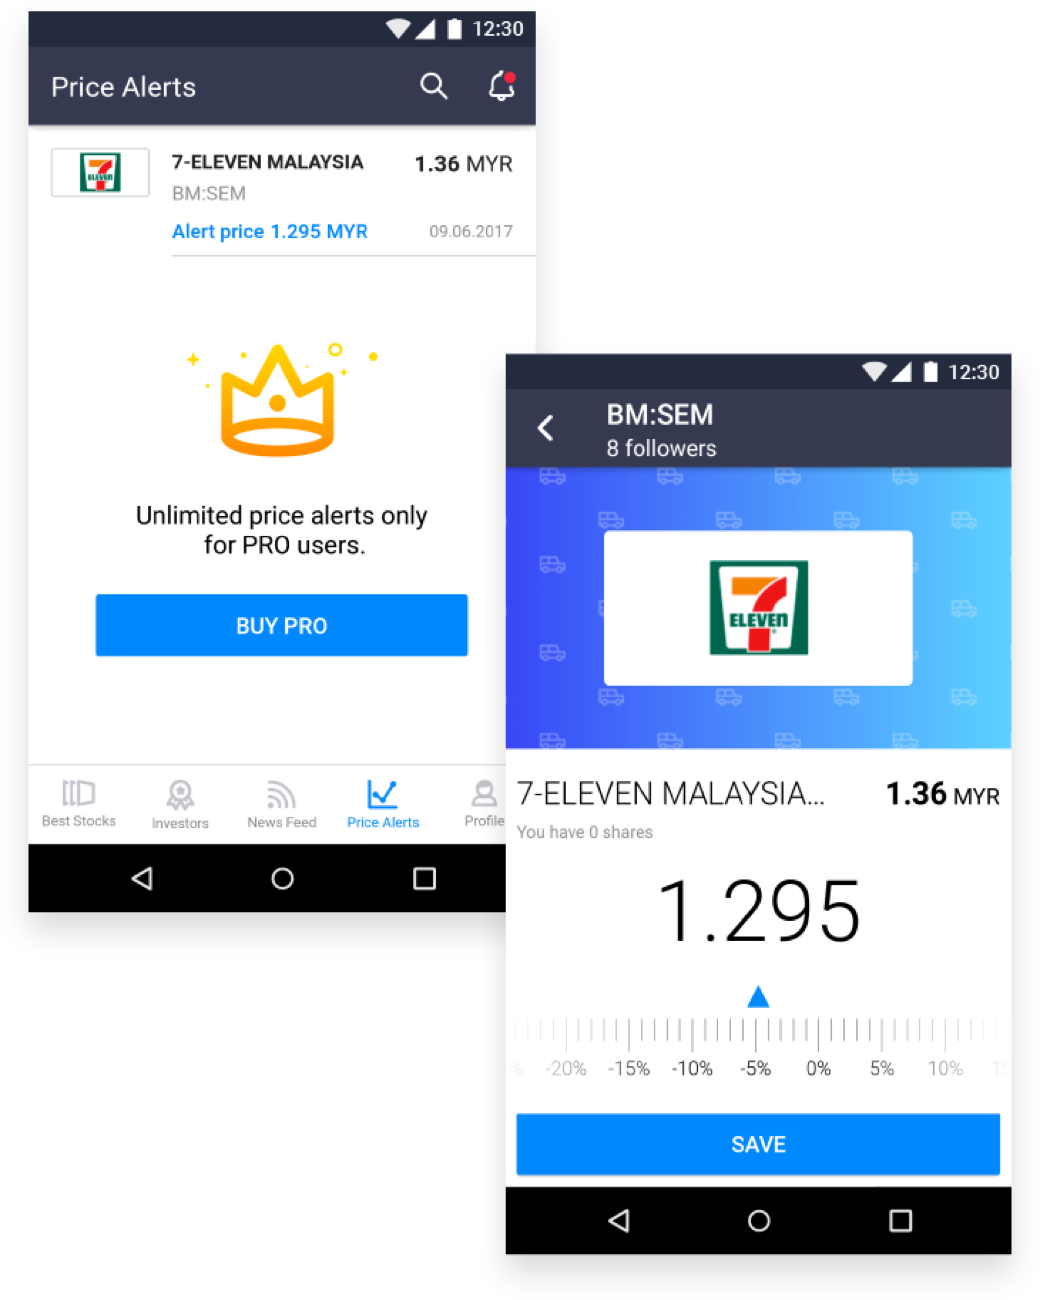 12:30
Price Alerts
7-ELEVEN MALAYSIA 1.36 MYR
ELEVEN
BM:SEM
Alert price 1.295 MYR 09.06.2017
Unlimited price alerts only
for PRO users.
BUY PRO
Best Stocks Investors News Feed Price Alerts Profile
12:30
BM:SEM
8 followers
7
ELEVEN
7-ELEVEN MALAYSIA... 1.36 MYR
You have 0 shares
1.295
% -20% -15% -10% -5% 0% 5% 10% 15
SAVE